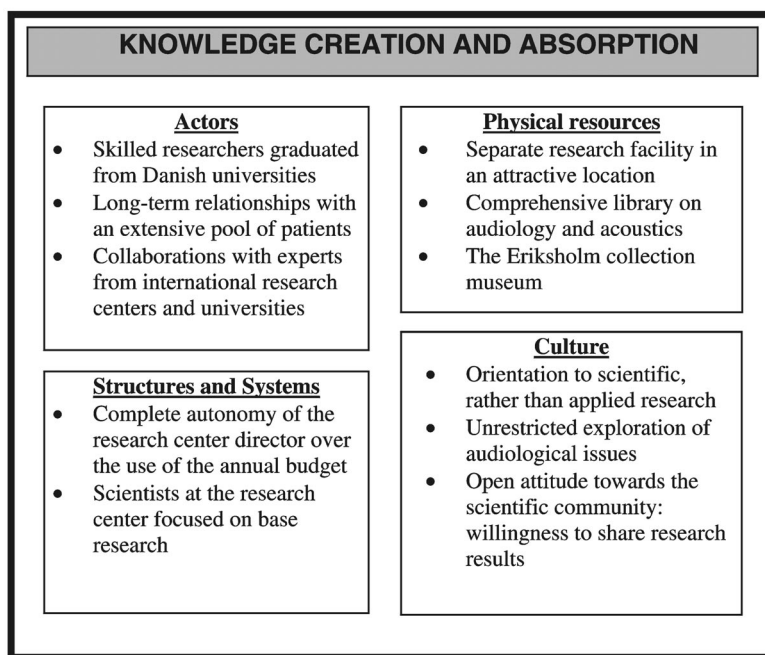 KNOWLEDGE CREATION AND ABSORPTION
Actors
• Skilled researchers graduated
from Danish universities
• Long-term relationships with
an extensive pool of patients
• Collaborations with experts
from international research
centers and universities
Structures and Systems
• Complete autonomy of the
research center director over
the use of the annual budget
• Scientists at the research
center focused on base
research
Physical resources
• Separate research facility in
an attractive location
• Comprehensive library on
audiology and acoustics
• The Eriksholm collection
museum
Culture
• Orientation to scientific,
rather than applied research
• Unrestricted exploration of
audiological issues
• Open attitude towards the
scientific community:
willingness to share research
results